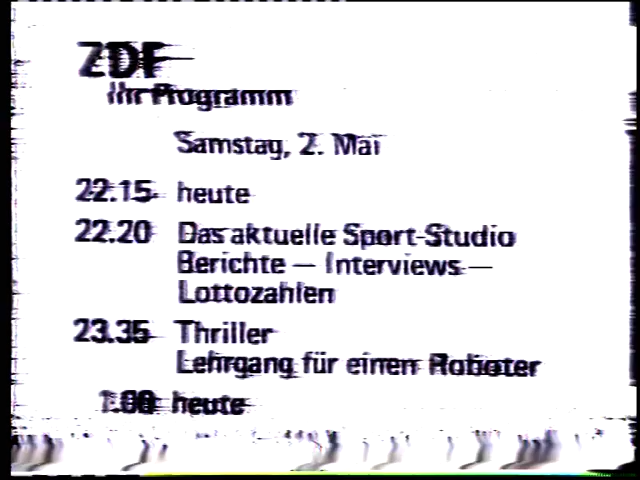 ZDF
Ihr Programm
Samstag, 2. Mai
22.15 heute
22.20 Das aktuelle Sport-Studio
Berichte — Interviews —
Lottozahlen
23.35 Thriller
Lehrgang für einen Roboter
1.00 heute